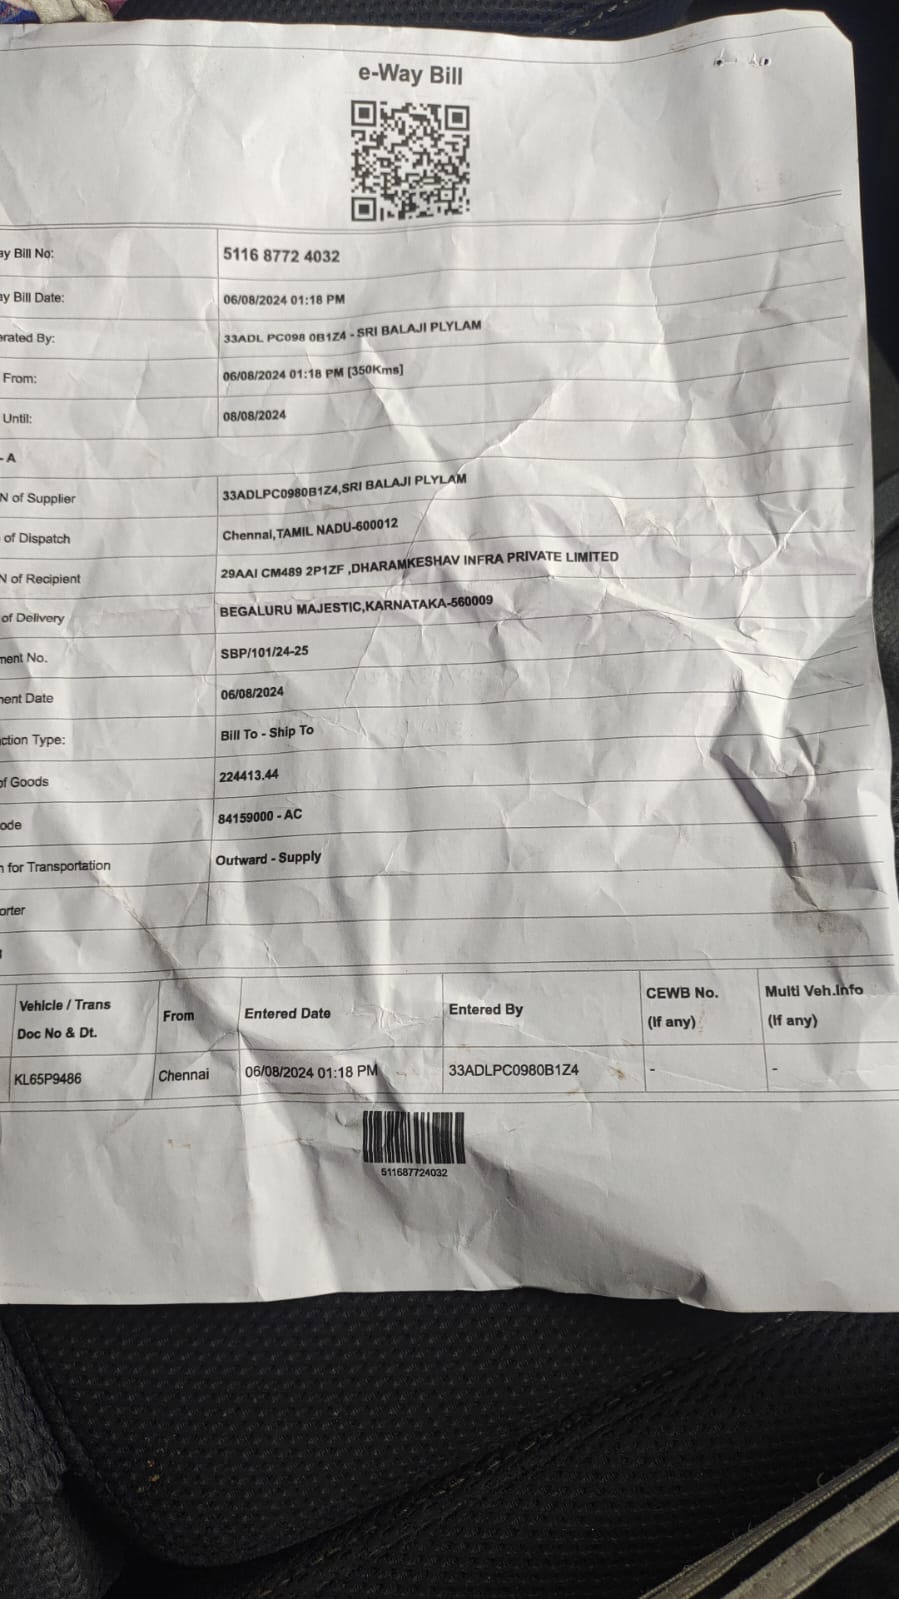 e-Way Bill
ay Bill No: 5116 8772 4032
ay Bill Date: 06/08/2024 01:18 PM
erated By: 33ADL PC098 0B1Z4 - SRI BALAJI PLYLAM
From: 06/08/2024 01:18 PM [350Kms]
Until: 08/08/2024
- A
N of Supplier 33ADLPC0980B1Z4,SRI BALAJI PLYLAM
of Dispatch Chennai,TAMIL NADU-600012
N of Recipient 29AAI CM489 2P1ZF ,DHARAMKESHAV INFRA PRIVATE LIMITED
of Delivery BEGALURU MAJESTIC,KARNATAKA-560009
ment No. SBP/101/24-25
ment Date 06/08/2024
ction Type: Bill To - Ship To
of Goods 224413.44
ode 84159000 - AC
n for Transportation Outward - Supply
orter
Vehicle / Trans Doc No & Dt. From Entered Date Entered By CEWB No. (If any) Multi Veh.Info (If any)
KL65P9486 Chennai 06/08/2024 01:18 PM 33ADLPC0980B1Z4 - -
511687724032